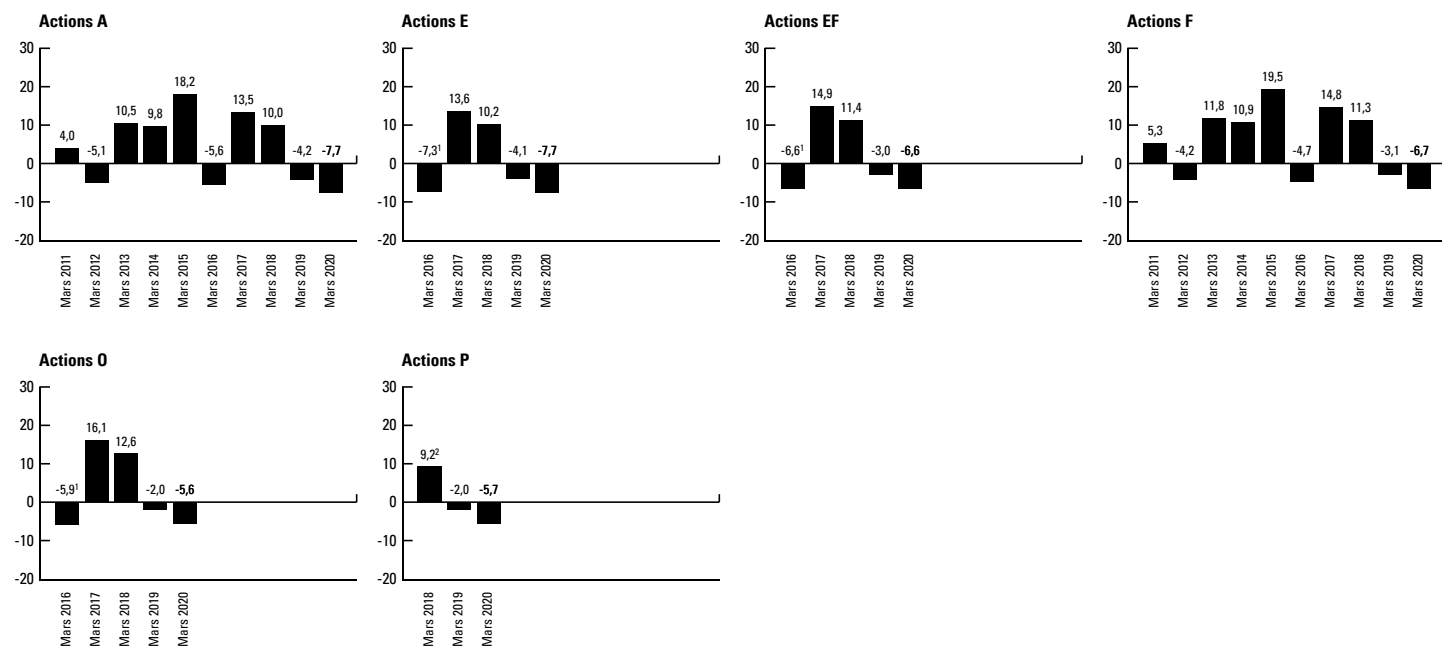 Actions A
30
20
10
0
-10
-20
4,0
-5,1
10,5
9,8
18,2
-5,6
13,5
10,0
-4,2
-7,7
Mars 2011
Mars 2012
Mars 2013
Mars 2014
Mars 2015
Mars 2016
Mars 2017
Mars 2018
Mars 2019
Mars 2020
Actions E
30
20
10
0
-10
-20
-7,3¹
13,6
10,2
-4,1
-7,7
Mars 2016
Mars 2017
Mars 2018
Mars 2019
Mars 2020
Actions EF
30
20
10
0
-10
-20
-6,6¹
14,9
11,4
-3,0
-6,6
Mars 2016
Mars 2017
Mars 2018
Mars 2019
Mars 2020
Actions F
30
20
10
0
-10
-20
5,3
-4,2
11,8
10,9
19,5
-4,7
14,8
11,3
-3,1
-6,7
Mars 2011
Mars 2012
Mars 2013
Mars 2014
Mars 2015
Mars 2016
Mars 2017
Mars 2018
Mars 2019
Mars 2020
Actions O
30
20
10
0
-10
-20
-5,9¹
16,1
12,6
-2,0
-5,6
Mars 2016
Mars 2017
Mars 2018
Mars 2019
Mars 2020
Actions P
30
20
10
0
-10
-20
9,2²
-2,0
-5,7
Mars 2018
Mars 2019
Mars 2020